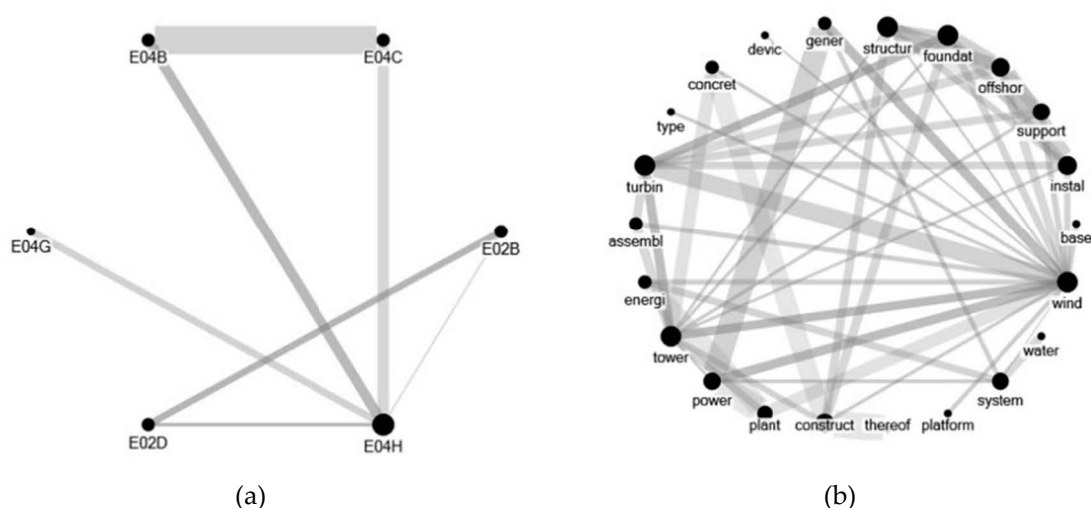 E04B
E04C
E04G
E02B
E02D
E04H
(a)
gener
structur
devic
foundat
concret
offshor
type
support
turbin
instal
assembl
base
energi
wind
tower
water
power
system
plant
construct
thereof
platform
(b)